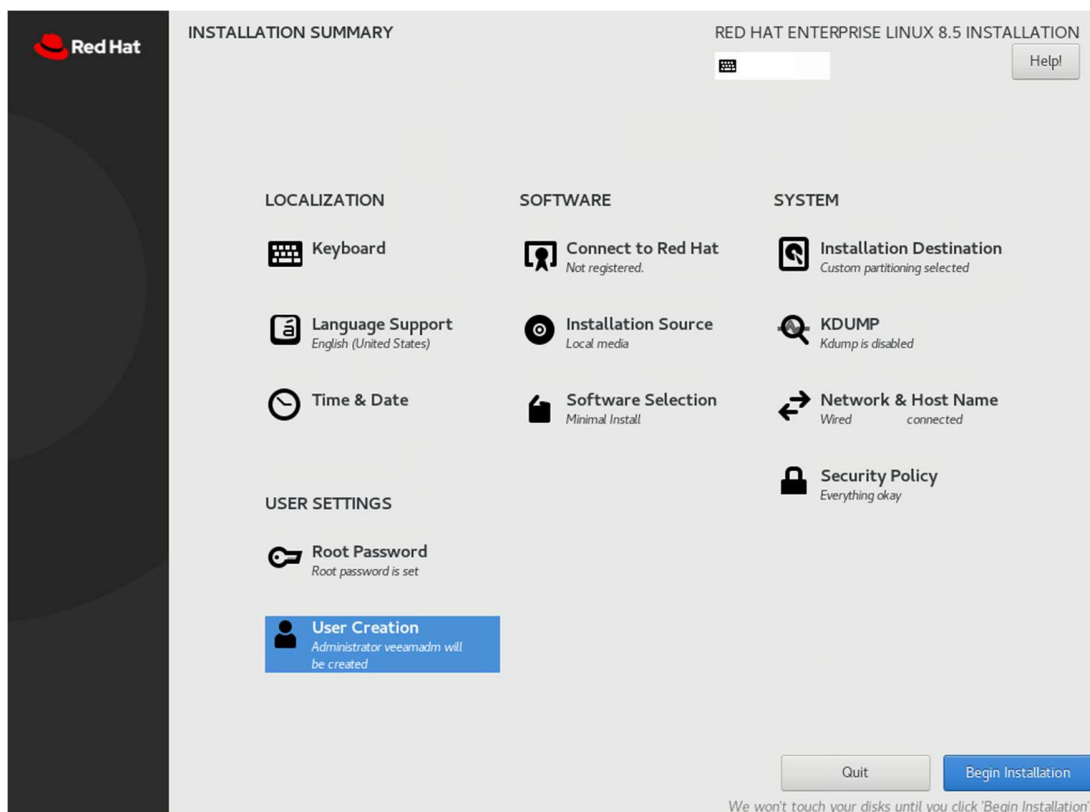 Red Hat
INSTALLATION SUMMARY
RED HAT ENTERPRISE LINUX 8.5 INSTALLATION
Help!
LOCALIZATION
Keyboard
Language Support
English (United States)
Time & Date
SOFTWARE
Connect to Red Hat
Not registered.
Installation Source
Local media
Software Selection
Minimal Install
SYSTEM
Installation Destination
Custom partitioning selected
KDUMP
Kdump is disabled
Network & Host Name
Wired connected
Security Policy
Everything okay
USER SETTINGS
Root Password
Root password is set
User Creation
Administrator veeamadm will
be created
Quit
Begin Installation
We won't touch your disks until you click 'Begin Installation